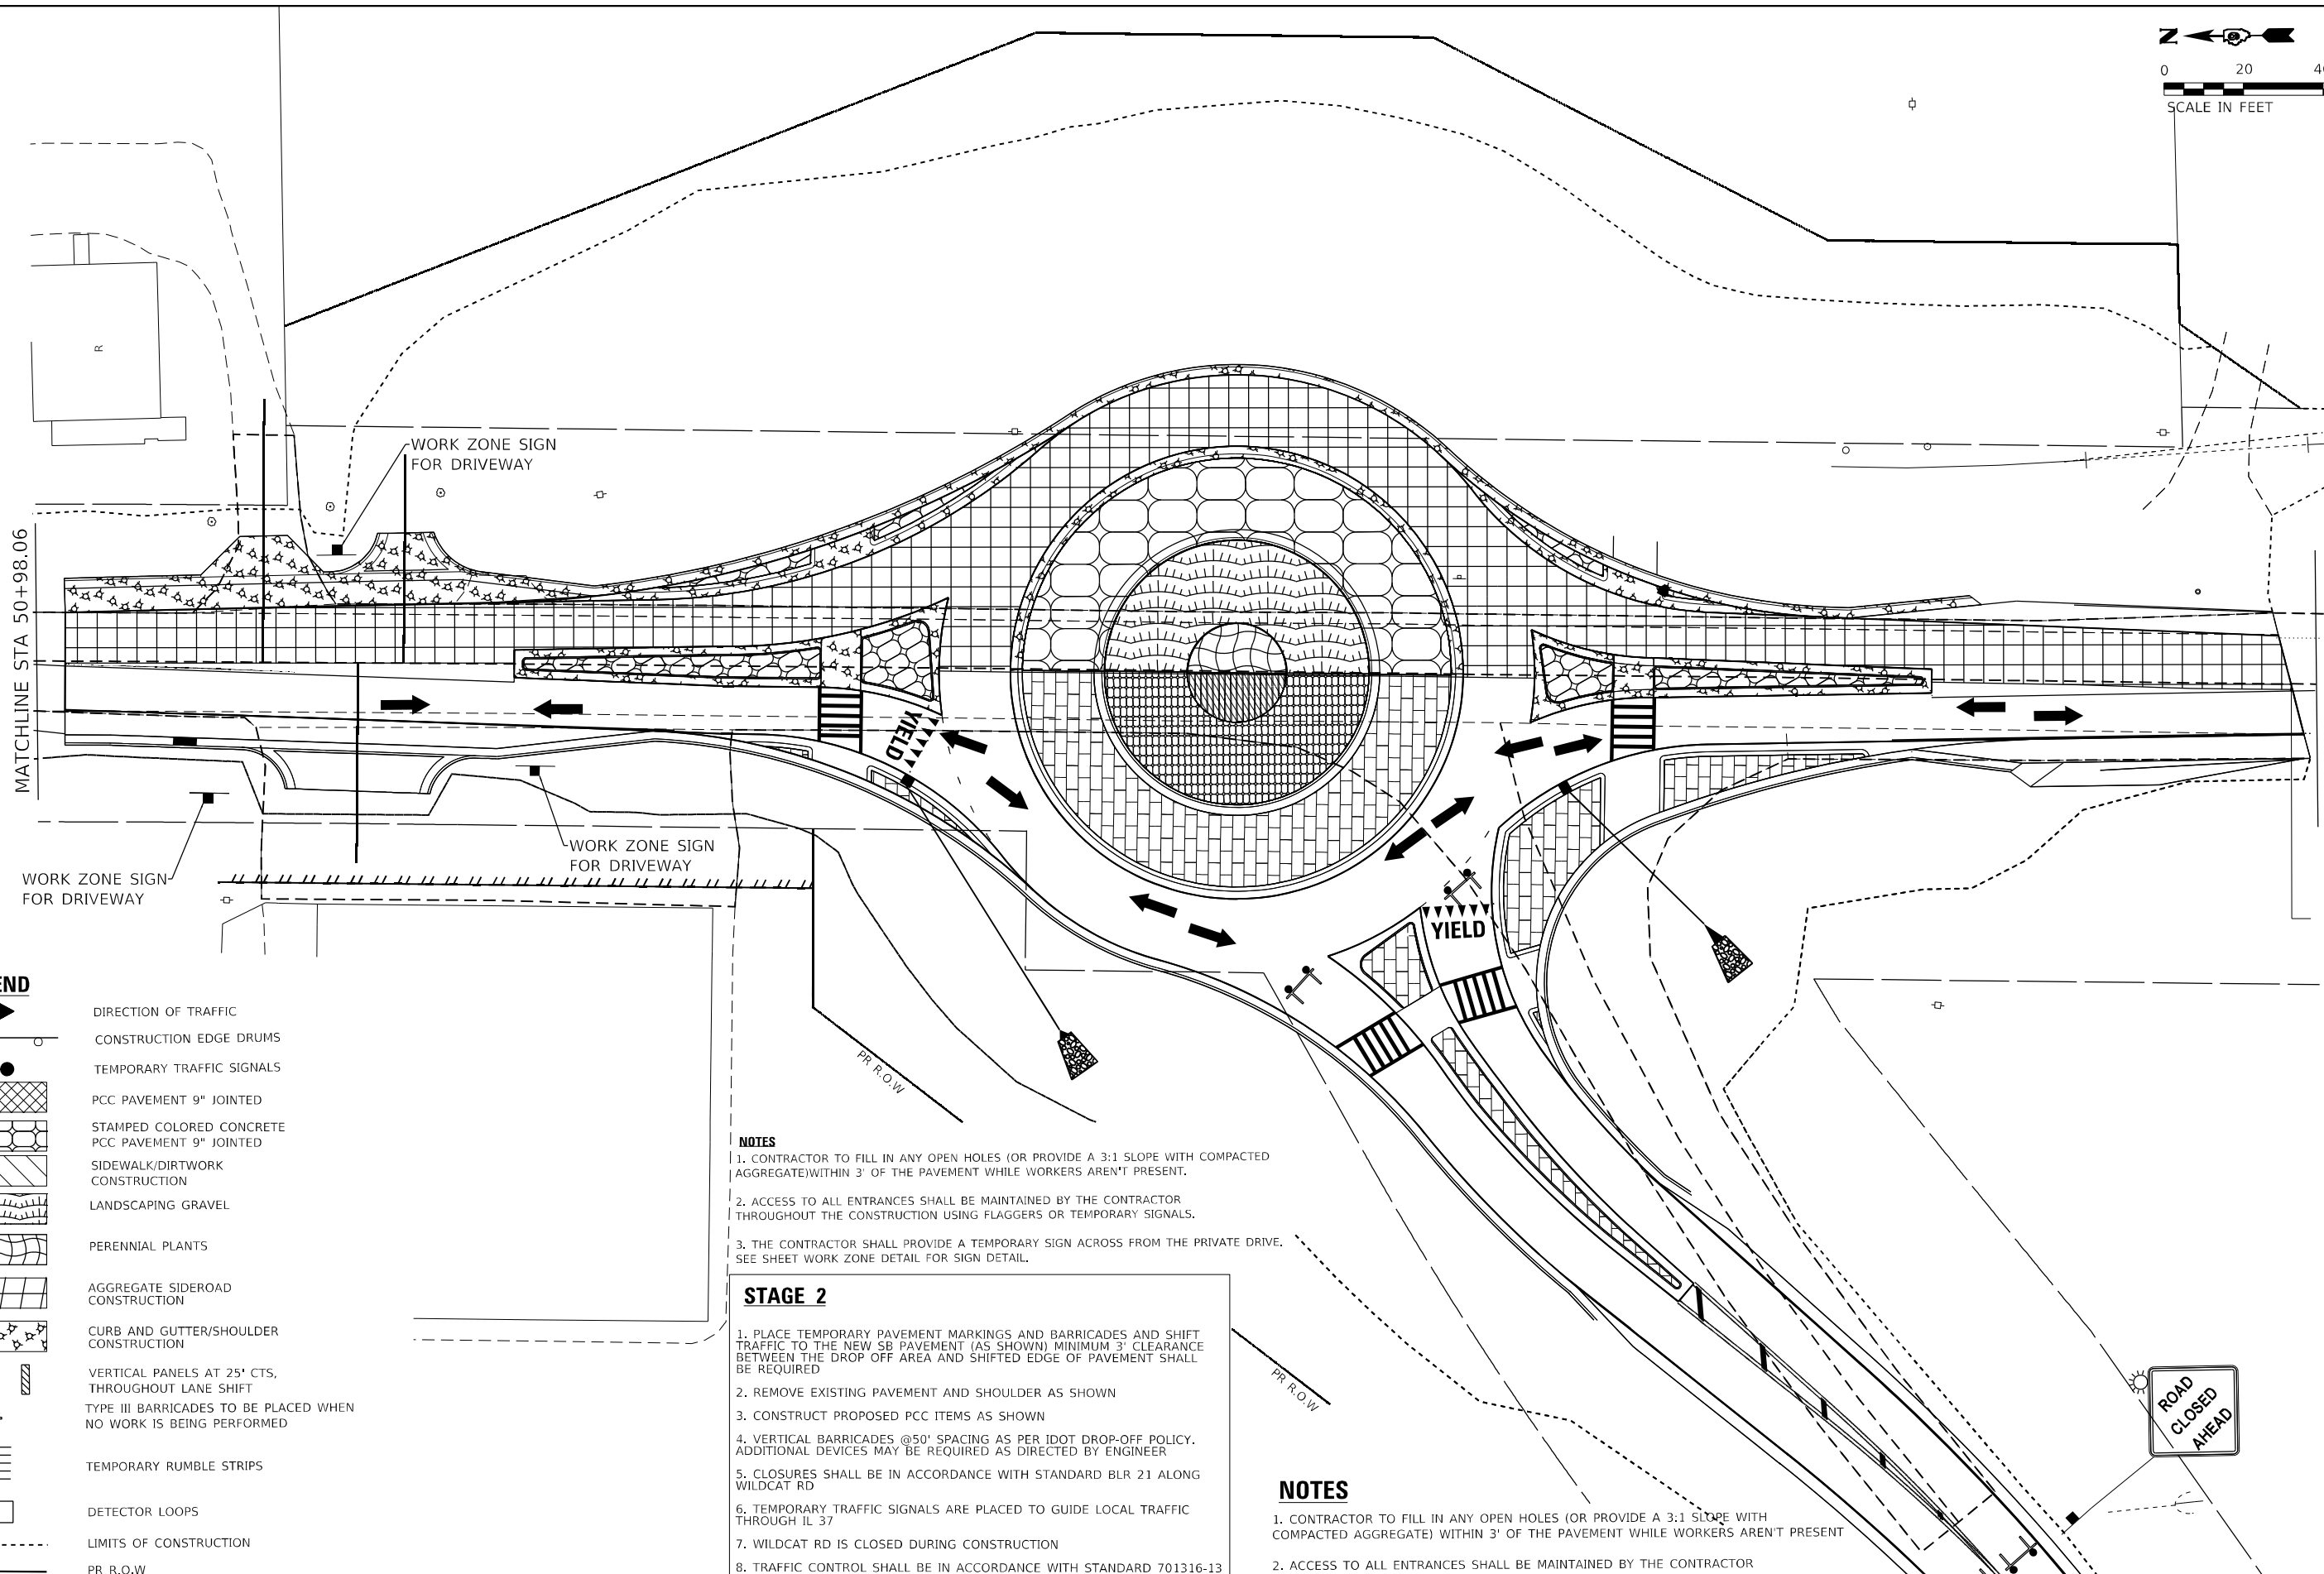 N
0 20
SCALE IN FEET
R
WORK ZONE SIGN
FOR DRIVEWAY
MATCHLINE STA 50+98.06
YIELD
WORK ZONE SIGN
FOR DRIVEWAY
WORK ZONE SIGN
FOR DRIVEWAY
YIELD
DIRECTION OF TRAFFIC
CONSTRUCTION EDGE DRUMS
TEMPORARY TRAFFIC SIGNALS
PCC PAVEMENT 9" JOINTED
STAMPED COLORED CONCRETE
PCC PAVEMENT 9" JOINTED
SIDEWALK/DIRTWORK
CONSTRUCTION
LANDSCAPING GRAVEL
PERENNIAL PLANTS
AGGREGATE SIDEROAD
CONSTRUCTION
CURB AND GUTTER/SHOULDER
CONSTRUCTION
VERTICAL PANELS AT 25' CTS,
THROUGHOUT LANE SHIFT
TYPE III BARRICADES TO BE PLACED WHEN
NO WORK IS BEING PERFORMED
TEMPORARY RUMBLE STRIPS
DETECTOR LOOPS
LIMITS OF CONSTRUCTION
PR R.O.W
PR R.O.W
NOTES
1. CONTRACTOR TO FILL IN ANY OPEN HOLES (OR PROVIDE A 3:1 SLOPE WITH COMPACTED
AGGREGATE)WITHIN 3' OF THE PAVEMENT WHILE WORKERS AREN'T PRESENT.
2. ACCESS TO ALL ENTRANCES SHALL BE MAINTAINED BY THE CONTRACTOR
THROUGHOUT THE CONSTRUCTION USING FLAGGERS OR TEMPORARY SIGNALS.
3. THE CONTRACTOR SHALL PROVIDE A TEMPORARY SIGN ACROSS FROM THE PRIVATE DRIVE.
SEE SHEET WORK ZONE DETAIL FOR SIGN DETAIL.
STAGE 2
1. PLACE TEMPORARY PAVEMENT MARKINGS AND BARRICADES AND SHIFT
TRAFFIC TO THE NEW SB PAVEMENT (AS SHOWN) MINIMUM 3' CLEARANCE
BETWEEN THE DROP OFF AREA AND SHIFTED EDGE OF PAVEMENT SHALL
BE REQUIRED
2. REMOVE EXISTING PAVEMENT AND SHOULDER AS SHOWN
3. CONSTRUCT PROPOSED PCC ITEMS AS SHOWN
4. VERTICAL BARRICADES @50' SPACING AS PER IDOT DROP-OFF POLICY.
ADDITIONAL DEVICES MAY BE REQUIRED AS DIRECTED BY ENGINEER
5. CLOSURES SHALL BE IN ACCORDANCE WITH STANDARD BLR 21 ALONG
WILDCAT RD
6. TEMPORARY TRAFFIC SIGNALS ARE PLACED TO GUIDE LOCAL TRAFFIC
THROUGH IL 37
7. WILDCAT RD IS CLOSED DURING CONSTRUCTION
8. TRAFFIC CONTROL SHALL BE IN ACCORDANCE WITH STANDARD 701316-13
PR R.O.W
NOTES
1. CONTRACTOR TO FILL IN ANY OPEN HOLES (OR PROVIDE A 3:1 SLOPE WITH
COMPACTED AGGREGATE) WITHIN 3' OF THE PAVEMENT WHILE WORKERS AREN'T PRESENT
2. ACCESS TO ALL ENTRANCES SHALL BE MAINTAINED BY THE CONTRACTOR
ROAD
CLOSED
AHEAD